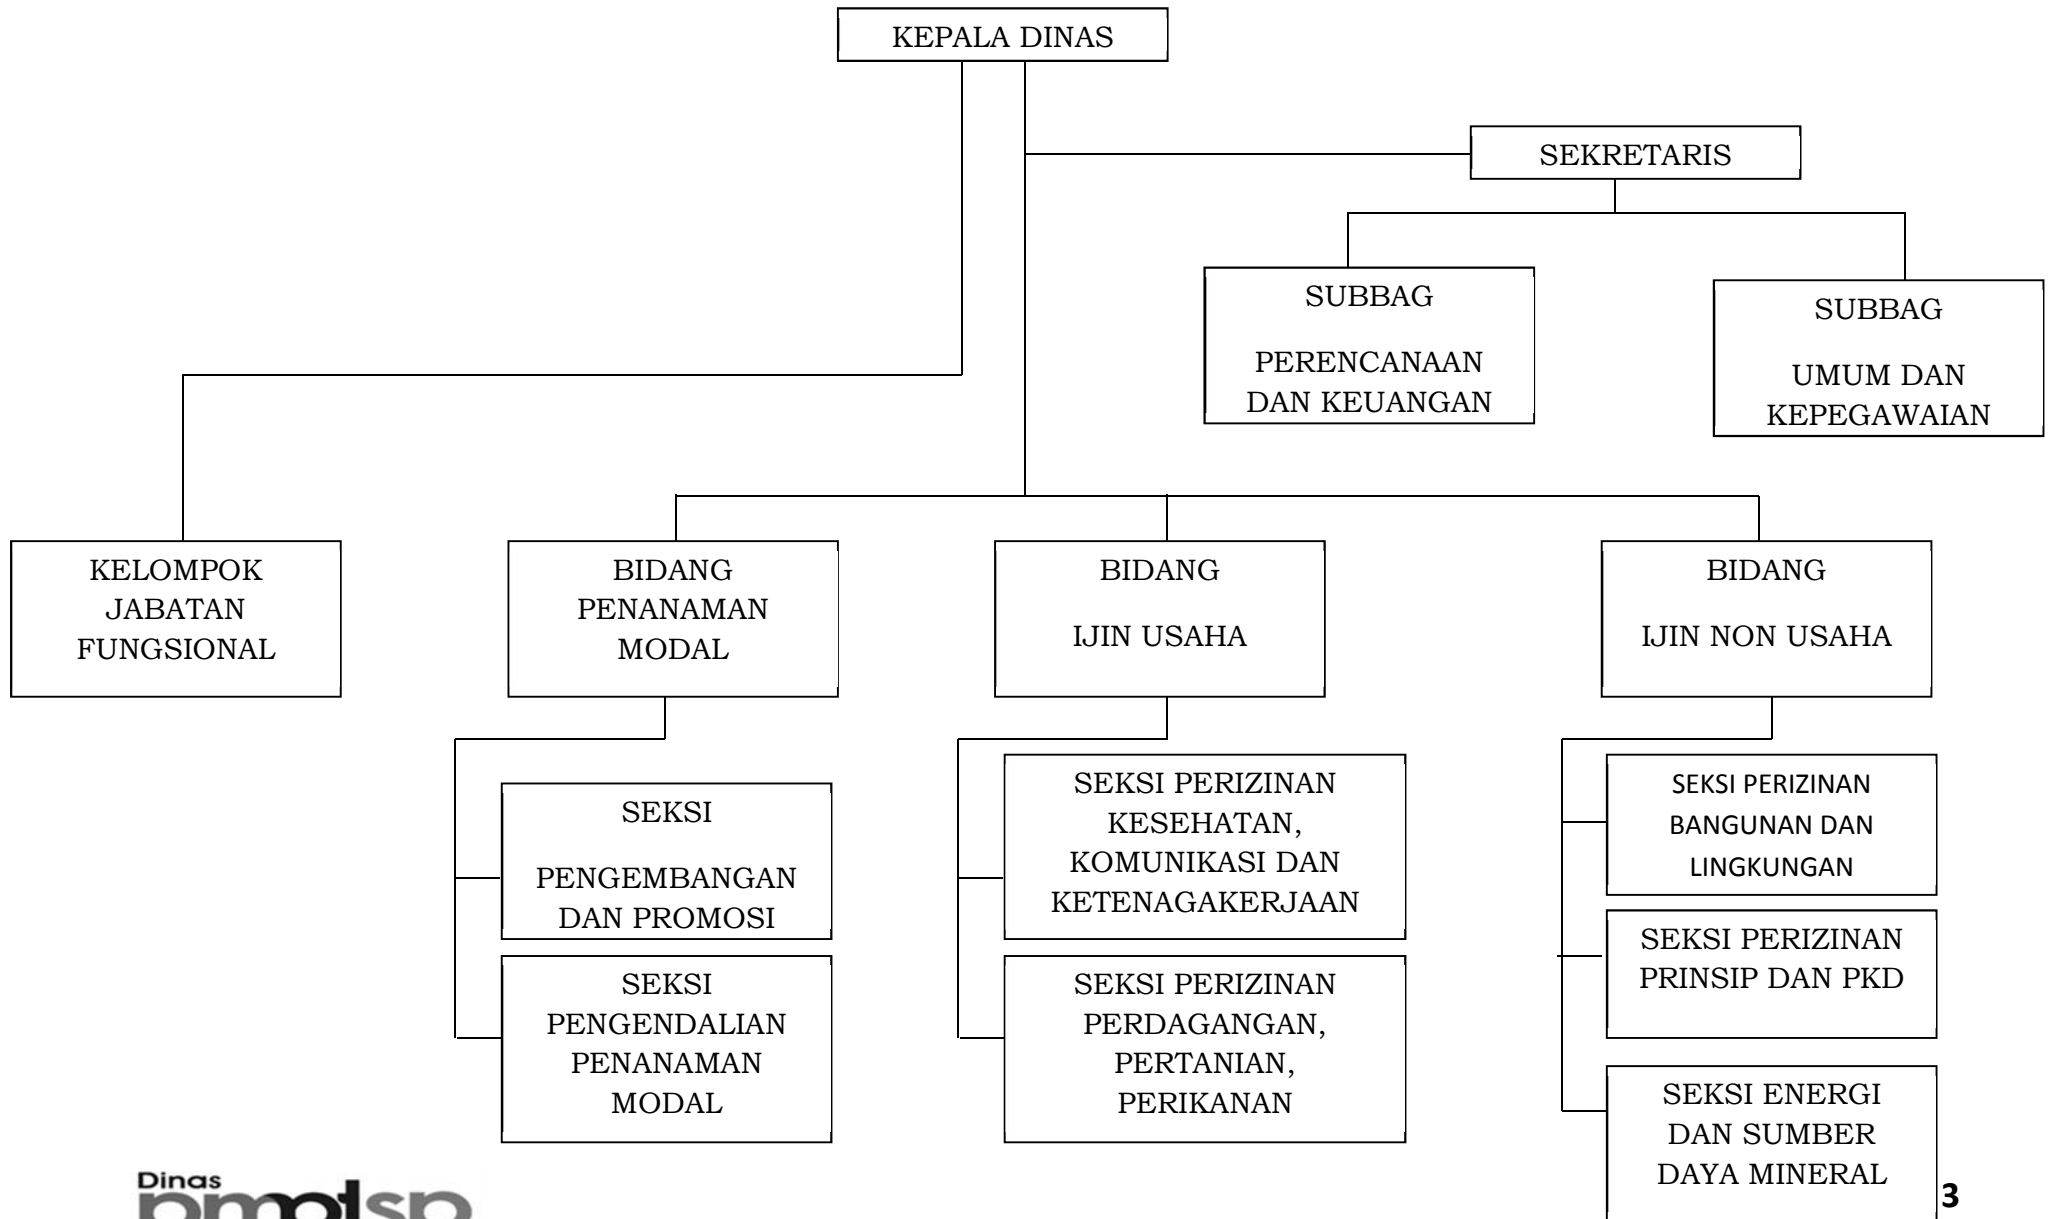 KEPALA DINAS
SEKRETARIS
SUBBAG
PERENCANAAN
DAN KEUANGAN
SUBBAG
UMUM DAN
KEPEGAWAIAN
KELOMPOK
JABATAN
FUNGSIONAL
BIDANG
PENANAMAN
MODAL
BIDANG
IJIN USAHA
BIDANG
IJIN NON USAHA
SEKSI
PENGEMBANGAN
DAN PROMOSI
SEKSI
PENGENDALIAN
PENANAMAN
MODAL
SEKSI PERIZINAN
KESEHATAN,
KOMUNIKASI DAN
KETENAGAKERJAAN
SEKSI PERIZINAN
PERDAGANGAN,
PERTANIAN,
PERIKANAN
SEKSI PERIZINAN
BANGUNAN DAN
LINGKUNGAN
SEKSI PERIZINAN
PRINSIP DAN PKD
SEKSI ENERGI
DAN SUMBER
DAYA MINERAL
Dinas
pmptsp
3